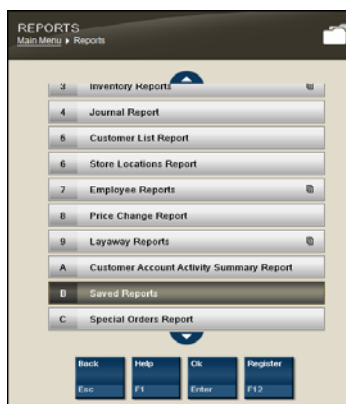 REPORTS
Main Menu ▸ Reports
3 Inventory Reports
4 Journal Report
5 Customer List Report
6 Store Locations Report
7 Employee Reports
8 Price Change Report
9 Layaway Reports
A Customer Account Activity Summary Report
B Saved Reports
C Special Orders Report
Back Help Ok Register
Esc F1 Enter F12